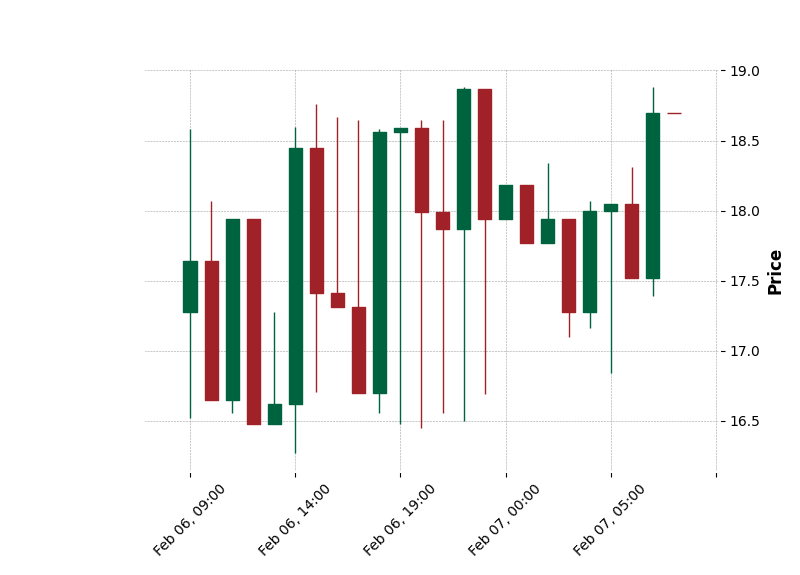 19.0
18.5
18.0
17.5
17.0
16.5
Price
Feb 06, 09:00
Feb 06, 14:00
Feb 06, 19:00
Feb 07, 00:00
Feb 07, 05:00